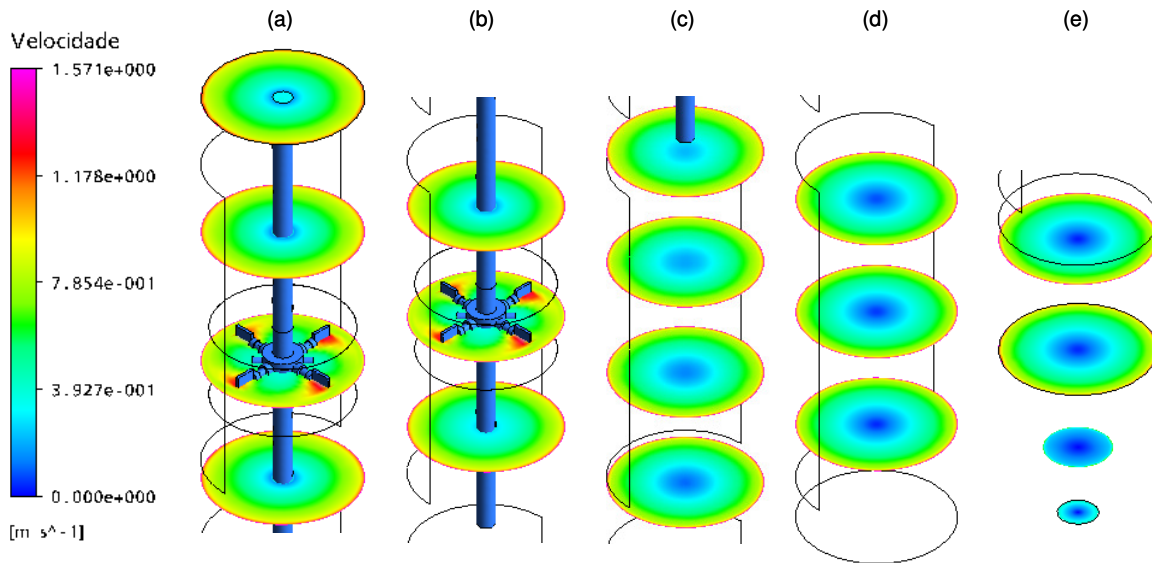 (a) (b) (c) (d) (e)
Velocidade
1.571e+000
1.178e+000
7.854e-001
3.927e-001
0.000e+000
[m s^-1]